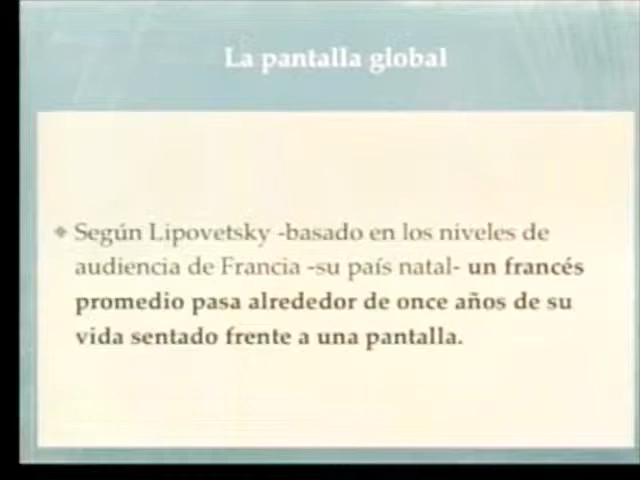 La pantalla global
Según Lipovetsky -basado en los niveles de
audiencia de Francia -su país natal- un francés
promedio pasa alrededor de once años de su
vida sentado frente a una pantalla.